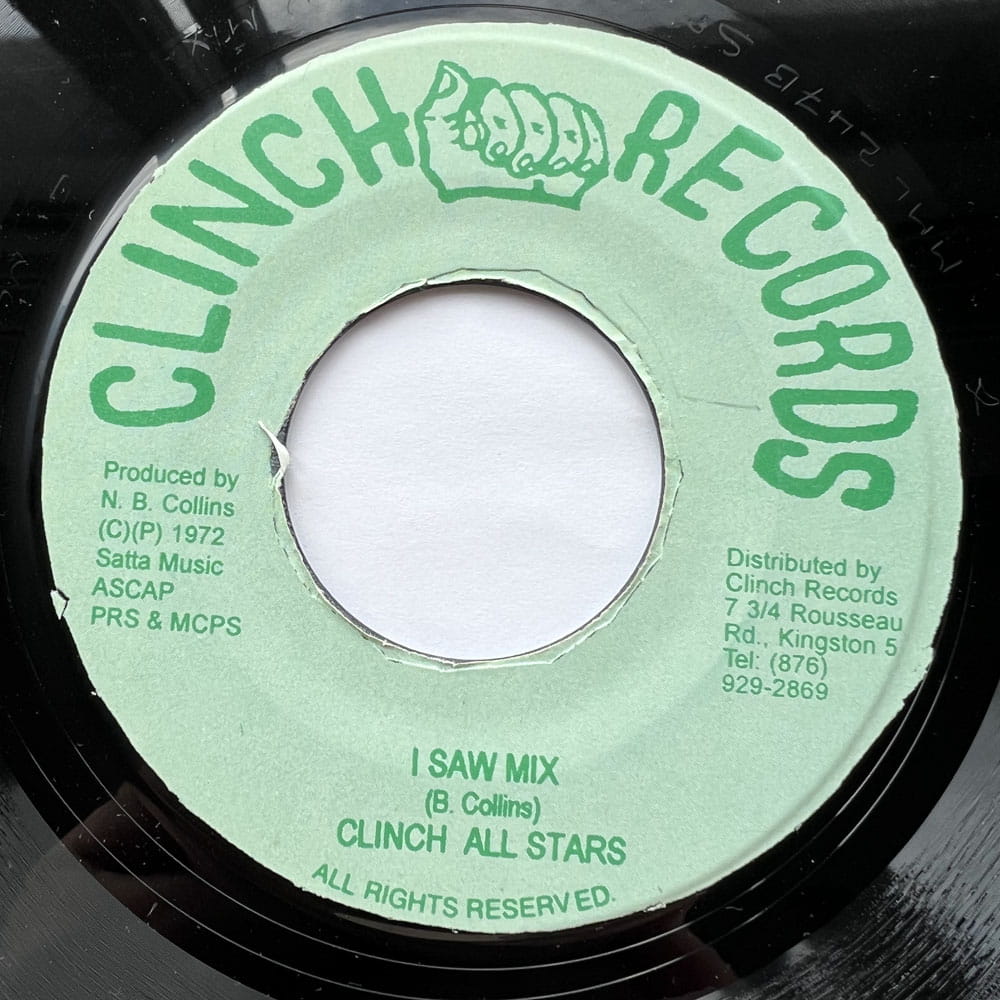 CLINCH RECORDS
Produced by
N. B. Collins
(C)(P) 1972
Satta Music
ASCAP
PRS & MCPS
Distributed by
Clinch Records
7 3/4 Rousseau
Rd., Kingston 5
Tel: (876)
929-2869
I SAW MIX
(B. Collins)
CLINCH ALL STARS
ALL RIGHTS RESERVED.